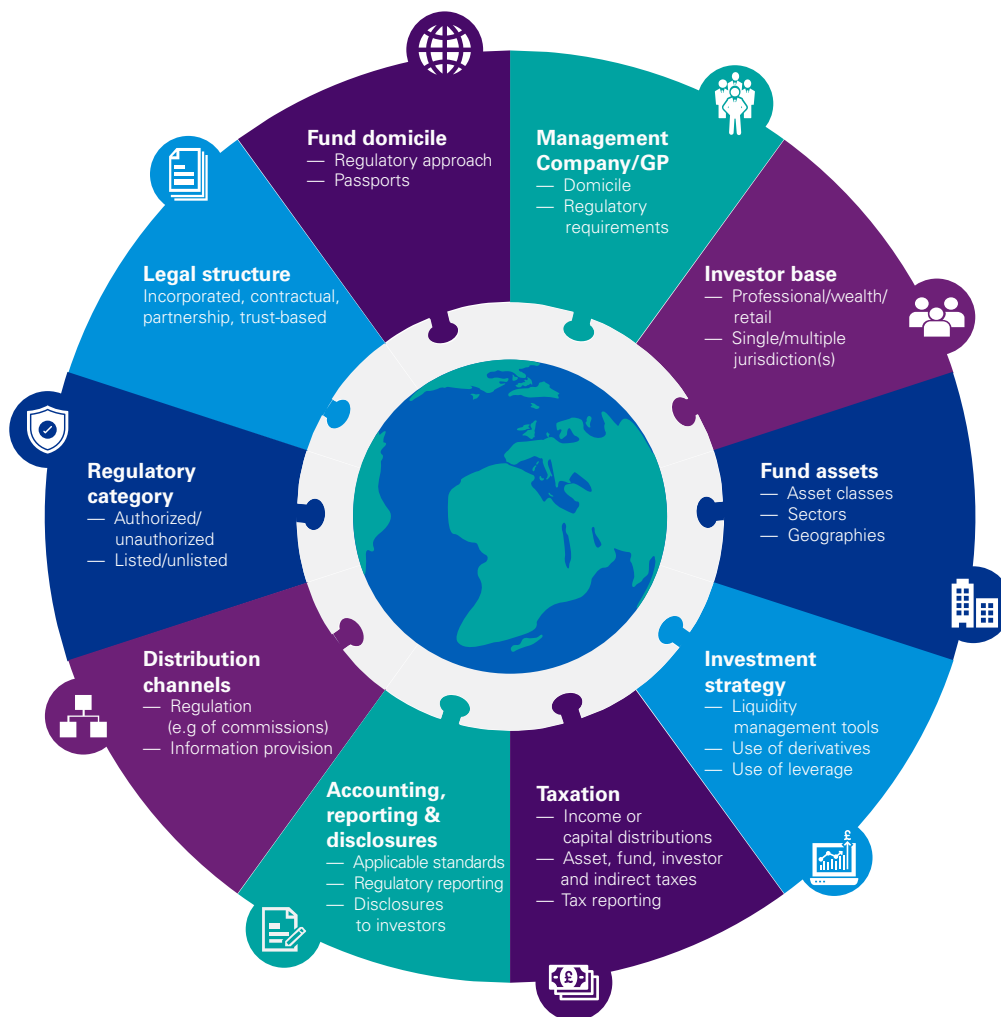 Fund domicile
— Regulatory approach
— Passports
Management
Company/GP
— Domicile
— Regulatory
requirements
Investor base
— Professional/wealth/
retail
— Single/multiple
jurisdiction(s)
Fund assets
— Asset classes
— Sectors
— Geographies
Investment
strategy
— Liquidity
management tools
— Use of derivatives
— Use of leverage
£
Taxation
— Income or
capital distributions
— Asset, fund, investor
and indirect taxes
— Tax reporting
£
Accounting,
reporting &
disclosures
— Applicable standards
— Regulatory reporting
— Disclosures
to investors
Distribution
channels
— Regulation
(e.g of commissions)
— Information provision
Regulatory
category
— Authorized/
unauthorized
— Listed/unlisted
Legal structure
Incorporated, contractual,
partnership, trust-based